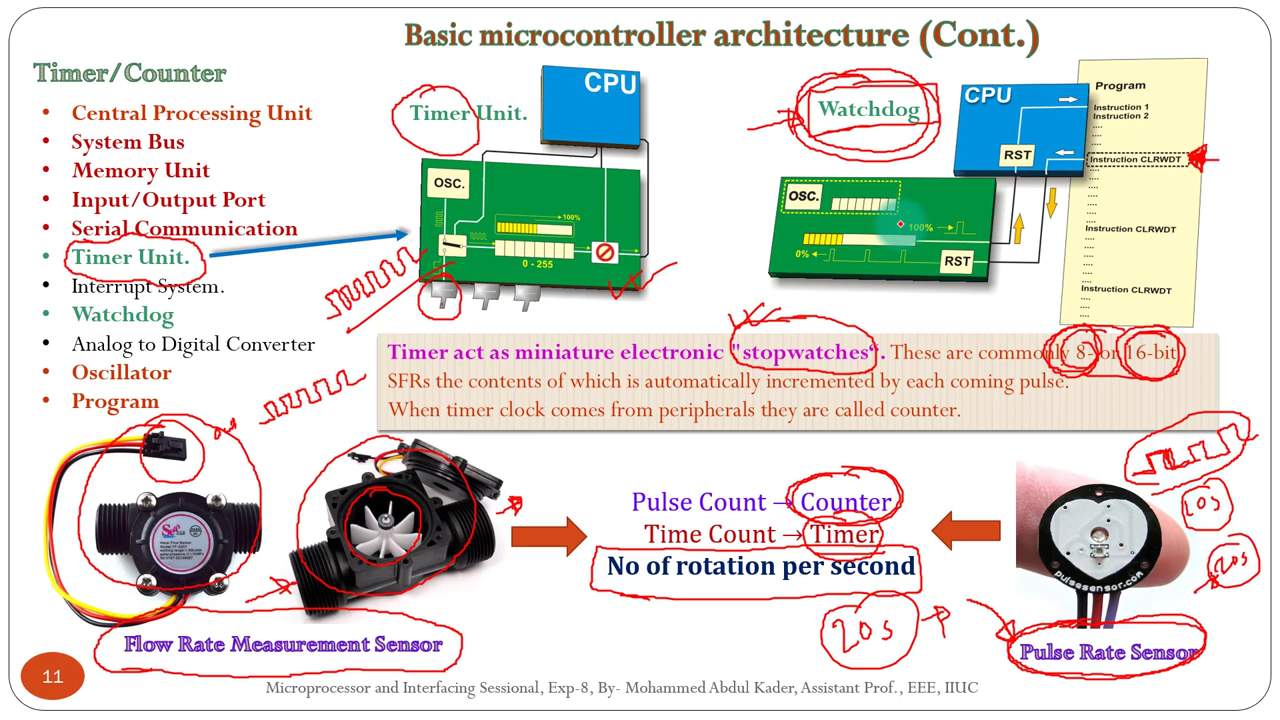 Basic microcontroller architecture (Cont.)
Timer/Counter
• Central Processing Unit
• System Bus
• Memory Unit
• Input/Output Port
• Serial Communication
• Timer Unit.
• Interrupt System.
• Watchdog
• Analog to Digital Converter
• Oscillator
• Program
Timer Unit.
CPU
OSC.
100%
0 - 255
Watchdog
CPU
RST
OSC.
100%
0%
RST
Program
Instruction 1
Instruction 2
....
....
Instruction CLRWDT
....
....
....
....
....
Instruction CLRWDT
....
....
....
....
Instruction CLRWDT
....
....
Timer act as miniature electronic "stopwatches". These are commonly 8- or 16-bit
SFRs the contents of which is automatically incremented by each coming pulse.
When timer clock comes from peripherals they are called counter.
out
Pulse Count → Counter
Time Count → Timer
No of rotation per second
20s
10s
20s
pulsesensor.com
Flow Rate Measurement Sensor
Pulse Rate Sensor
11
Microprocessor and Interfacing Sessional, Exp-8, By- Mohammed Abdul Kader, Assistant Prof., EEE, IIUC